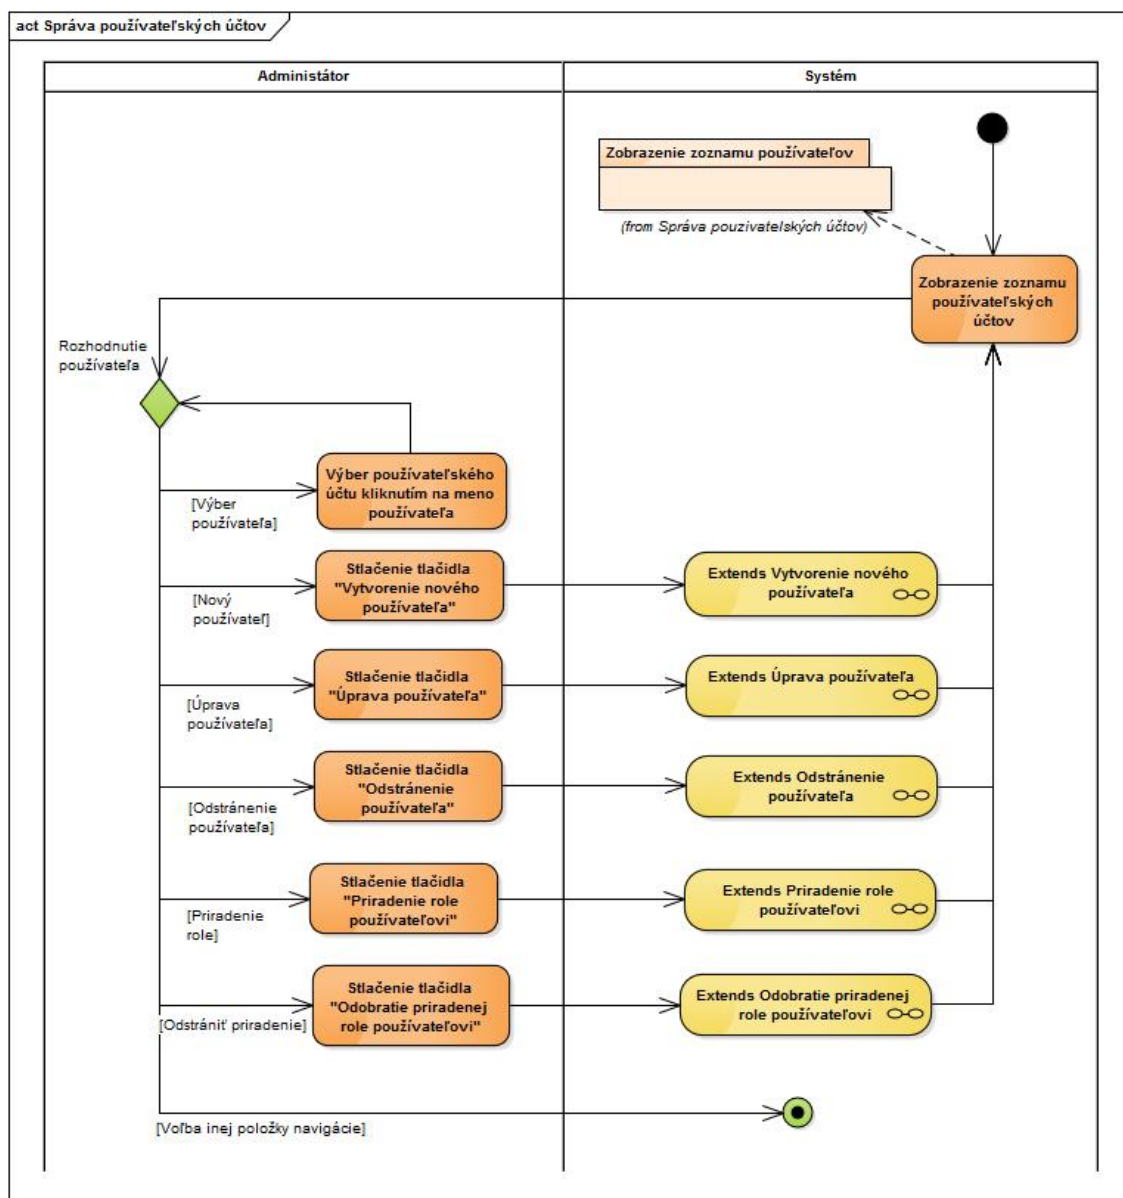 act Správa používateľských účtov
Administátor
Systém
Zobrazenie zoznamu používateľov
(from Správa pouzivatelských účtov)
Zobrazenie zoznamu
používateľských
účtov
Rozhodnutie
používateľa
Výber používateľského
účtu kliknutím na meno
používateľa
[Výber
používateľa]
Stlačenie tlačidla
"Vytvorenie nového
používateľa"
Extends Vytvorenie nového
používateľa
[Nový
používateľ]
Stlačenie tlačidla
"Úprava používateľa"
Extends Úprava používateľa
[Úprava
používateľa]
Stlačenie tlačidla
"Odstránenie
používateľa"
Extends Odstránenie
používateľa
[Odstránenie
používateľa]
Stlačenie tlačidla
"Priradenie role
používateľovi"
Extends Priradenie role
používateľovi
[Priradenie
role]
Stlačenie tlačidla
"Odobratie priradenej
role používateľovi"
Extends Odobratie priradenej
role používateľovi
[Odstrániť priradenie]
[Voľba inej položky navigácie]